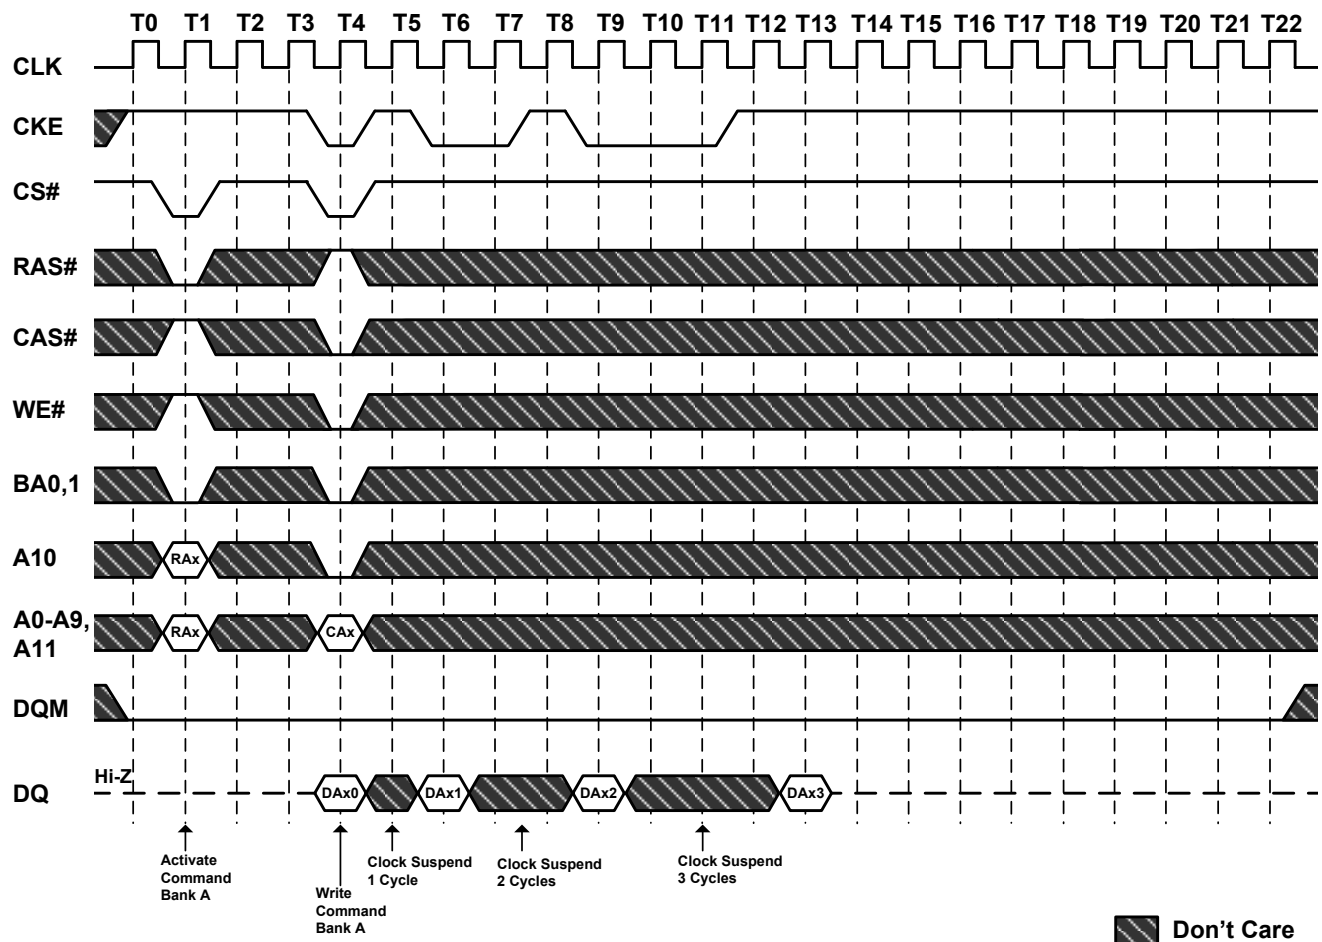 T0 T1 T2 T3 T4 T5 T6 T7 T8 T9 T10 T11 T12 T13 T14 T15 T16 T17 T18 T19 T20 T21 T22
CLK
CKE
CS#
RAS#
CAS#
WE#
BA0,1
A10 RAx
A0-A9,
A11 RAx CAx
DQM
Hi-Z
DQ DAx0 DAx1 DAx2 DAx3
Activate
Command
Bank A
Write
Command
Bank A
Clock Suspend
1 Cycle
Clock Suspend
2 Cycles
Clock Suspend
3 Cycles
Don't Care